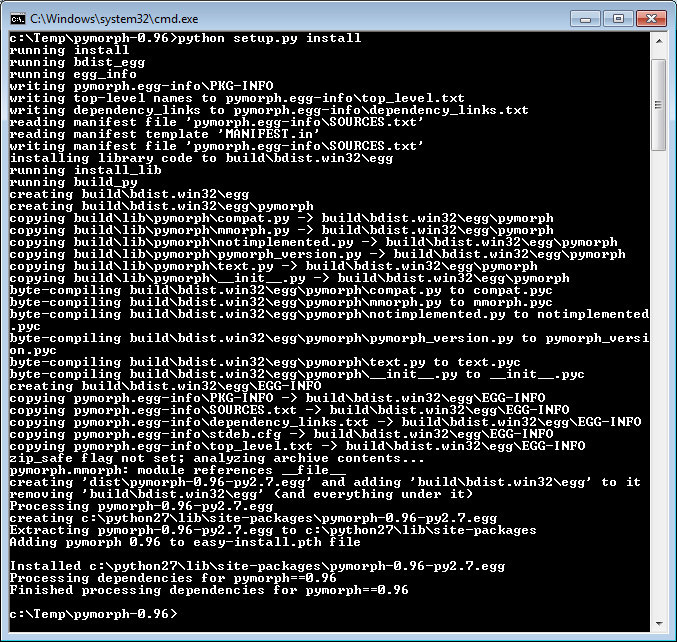 C:\Windows\system32\cmd.exe
c:\Temp\pymorph-0.96>python setup.py install
running install
running bdist_egg
running egg_info
writing pymorph.egg-info\PKG-INFO
writing top-level names to pymorph.egg-info\top_level.txt
writing dependency_links to pymorph.egg-info\dependency_links.txt
reading manifest file 'pymorph.egg-info\SOURCES.txt'
reading manifest template 'MANIFEST.in'
writing manifest file 'pymorph.egg-info\SOURCES.txt'
installing library code to build\bdist.win32\egg
running install_lib
running build_py
creating build\bdist.win32\egg
creating build\bdist.win32\egg\pymorph
copying build\lib\pymorph\compat.py -> build\bdist.win32\egg\pymorph
copying build\lib\pymorph\mmorph.py -> build\bdist.win32\egg\pymorph
copying build\lib\pymorph\notimplemented.py -> build\bdist.win32\egg\pymorph
copying build\lib\pymorph\pymorph_version.py -> build\bdist.win32\egg\pymorph
copying build\lib\pymorph\text.py -> build\bdist.win32\egg\pymorph
copying build\lib\pymorph\__init__.py -> build\bdist.win32\egg\pymorph
byte-compiling build\bdist.win32\egg\pymorph\compat.py to compat.pyc
byte-compiling build\bdist.win32\egg\pymorph\mmorph.py to mmorph.pyc
byte-compiling build\bdist.win32\egg\pymorph\notimplemented.py to notimplemented
.pyc
byte-compiling build\bdist.win32\egg\pymorph\pymorph_version.py to pymorph_versi
on.pyc
byte-compiling build\bdist.win32\egg\pymorph\text.py to text.pyc
byte-compiling build\bdist.win32\egg\pymorph\__init__.py to __init__.pyc
creating build\bdist.win32\egg\EGG-INFO
copying pymorph.egg-info\PKG-INFO -> build\bdist.win32\egg\EGG-INFO
copying pymorph.egg-info\SOURCES.txt -> build\bdist.win32\egg\EGG-INFO
copying pymorph.egg-info\dependency_links.txt -> build\bdist.win32\egg\EGG-INFO
copying pymorph.egg-info\stdeb.cfg -> build\bdist.win32\egg\EGG-INFO
copying pymorph.egg-info\top_level.txt -> build\bdist.win32\egg\EGG-INFO
zip_safe flag not set; analyzing archive contents...
pymorph.mmorph: module references __file__
creating 'dist\pymorph-0.96-py2.7.egg' and adding 'build\bdist.win32\egg' to it
removing 'build\bdist.win32\egg' (and everything under it)
Processing pymorph-0.96-py2.7.egg
creating c:\python27\lib\site-packages\pymorph-0.96-py2.7.egg
Extracting pymorph-0.96-py2.7.egg to c:\python27\lib\site-packages
Adding pymorph 0.96 to easy-install.pth file
Installed c:\python27\lib\site-packages\pymorph-0.96-py2.7.egg
Processing dependencies for pymorph==0.96
Finished processing dependencies for pymorph==0.96
c:\Temp\pymorph-0.96>